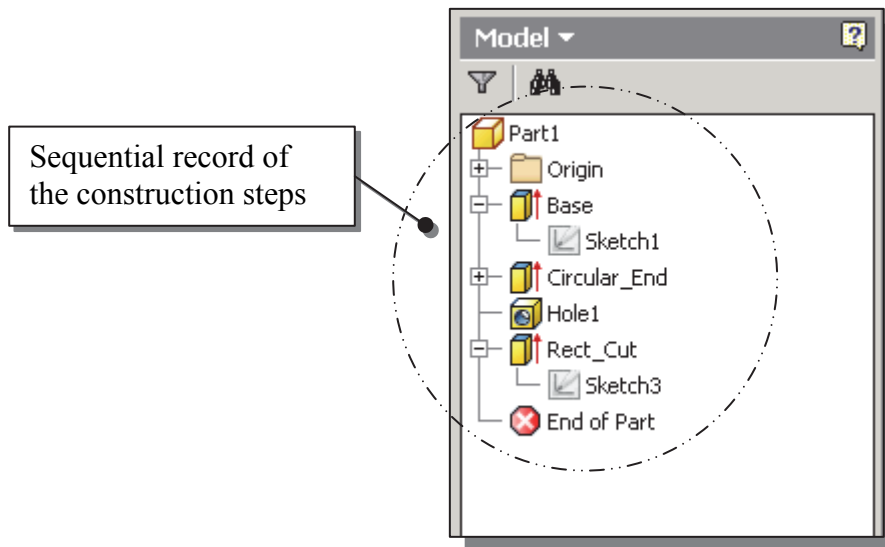 Model
Sequential record of
the construction steps
Part1
Origin
Base
Sketch1
Circular_End
Hole1
Rect_Cut
Sketch3
End of Part